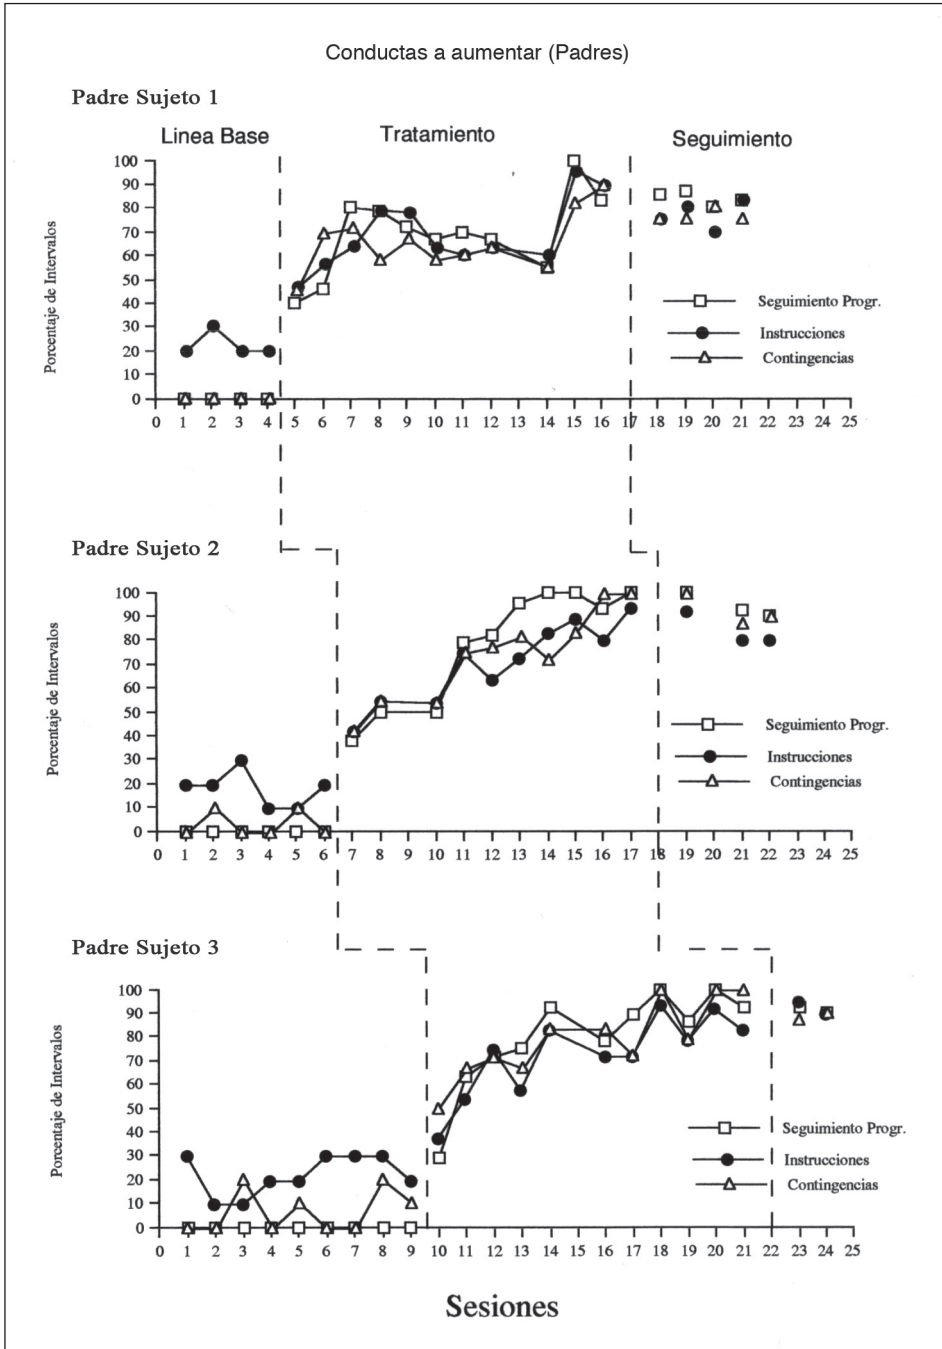 Conductas a aumentar (Padres)
Padre Sujeto 1
Linea Base Tratamiento Seguimiento
Porcentaje de Intervalos
100
90
80
70
60
50
40
30
20
10
0
Seguimiento Progr.
Instrucciones
Contingencias
0 1 2 3 4 5 6 7 8 9 10 11 12 13 14 15 16 17 18 19 20 21 22 23 24 25
Padre Sujeto 2
Porcentaje de Intervalos
100
90
80
70
60
50
40
30
20
10
0
Seguimiento Progr.
Instrucciones
Contingencias
0 1 2 3 4 5 6 7 8 9 10 11 12 13 14 15 16 17 18 19 20 21 22 23 24 25
Padre Sujeto 3
Porcentaje de Intervalos
100
90
80
70
60
50
40
30
20
10
0
Seguimiento Progr.
Instrucciones
Contingencias
0 1 2 3 4 5 6 7 8 9 10 11 12 13 14 15 16 17 18 19 20 21 22 23 24 25
Sesiones